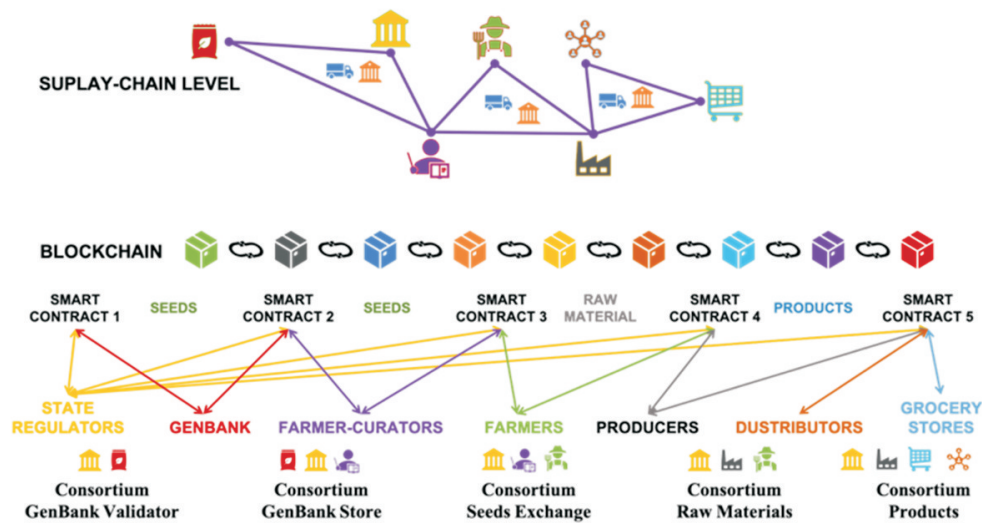 SUPLAY-CHAIN LEVEL
BLOCKCHAIN
SMART
CONTRACT 1
SEEDS
SMART
CONTRACT 2
SEEDS
SMART
CONTRACT 3
RAW
MATERIAL
SMART
CONTRACT 4
PRODUCTS
SMART
CONTRACT 5
STATE
REGULATORS
GENBANK
FARMER-CURATORS
FARMERS
PRODUCERS
DUSTRIBUTORS
GROCERY
STORES
Consortium
GenBank Validator
Consortium
GenBank Store
Consortium
Seeds Exchange
Consortium
Raw Materials
Consortium
Products